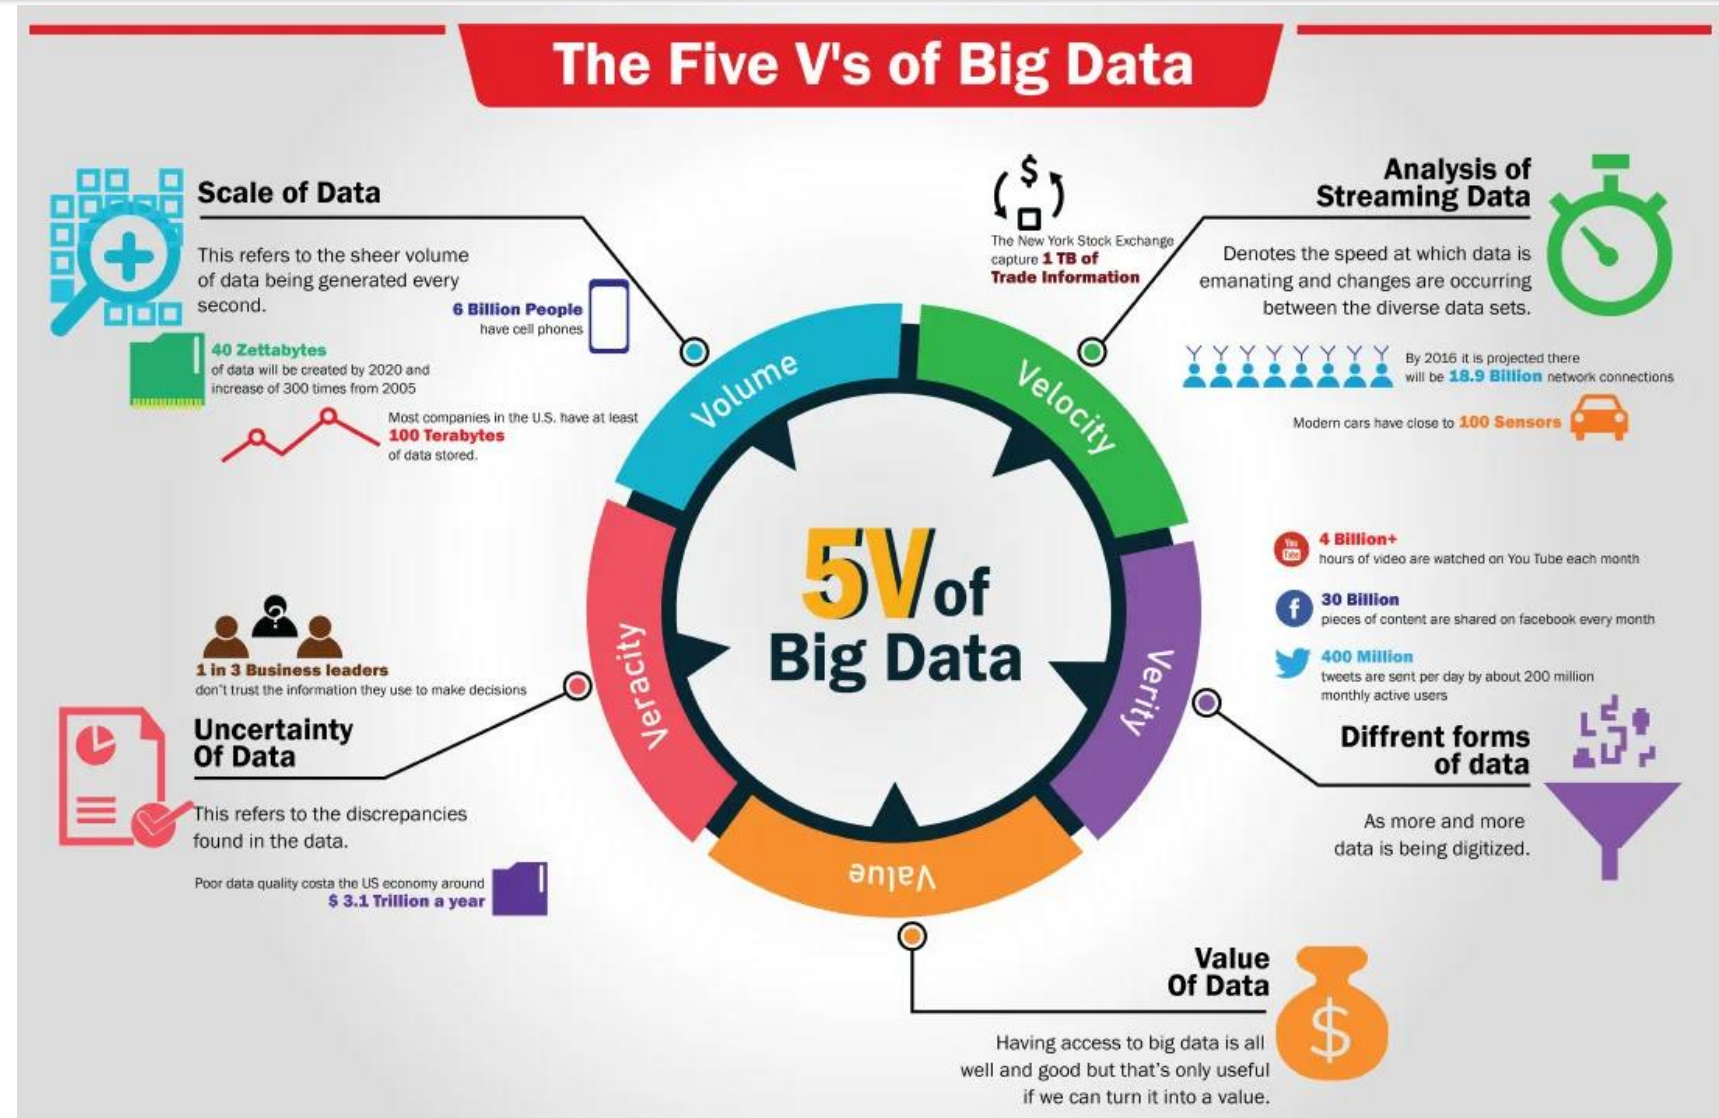 The Five V's of Big Data
Scale of Data
This refers to the sheer volume
of data being generated every
second.
6 Billion People
have cell phones
40 Zettabytes
of data will be created by 2020 and
increase of 300 times from 2005
Most companies in the U.S. have at least
100 Terabytes
of data stored.
$
The New York Stock Exchange
capture 1 TB of
Trade Information
Analysis of
Streaming Data
Denotes the speed at which data is
emanating and changes are occurring
between the diverse data sets.
By 2016 it is projected there
will be 18.9 Billion network connections
Modern cars have close to 100 Sensors
Volume
Velocity
Verity
Value
Veracity
5V of
Big Data
You
Tube
4 Billion+
hours of video are watched on You Tube each month
f
30 Billion
pieces of content are shared on facebook every month
400 Million
tweets are sent per day by about 200 million
monthly active users
Diffrent forms
of data
As more and more
data is being digitized.
?
1 in 3 Business leaders
don't trust the information they use to make decisions
Uncertainty
Of Data
This refers to the discrepancies
found in the data.
Poor data quality costa the US economy around
$ 3.1 Trillion a year
Value
Of Data
$
Having access to big data is all
well and good but that's only useful
if we can turn it into a value.